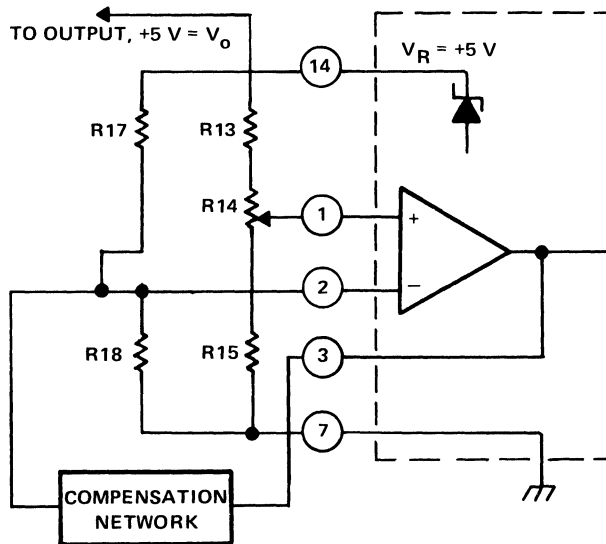 TO OUTPUT, +5 V = Vo
VR = +5 V
14
R17
R13
R14
1
+
2
−
R18
R15
3
7
COMPENSATION
NETWORK